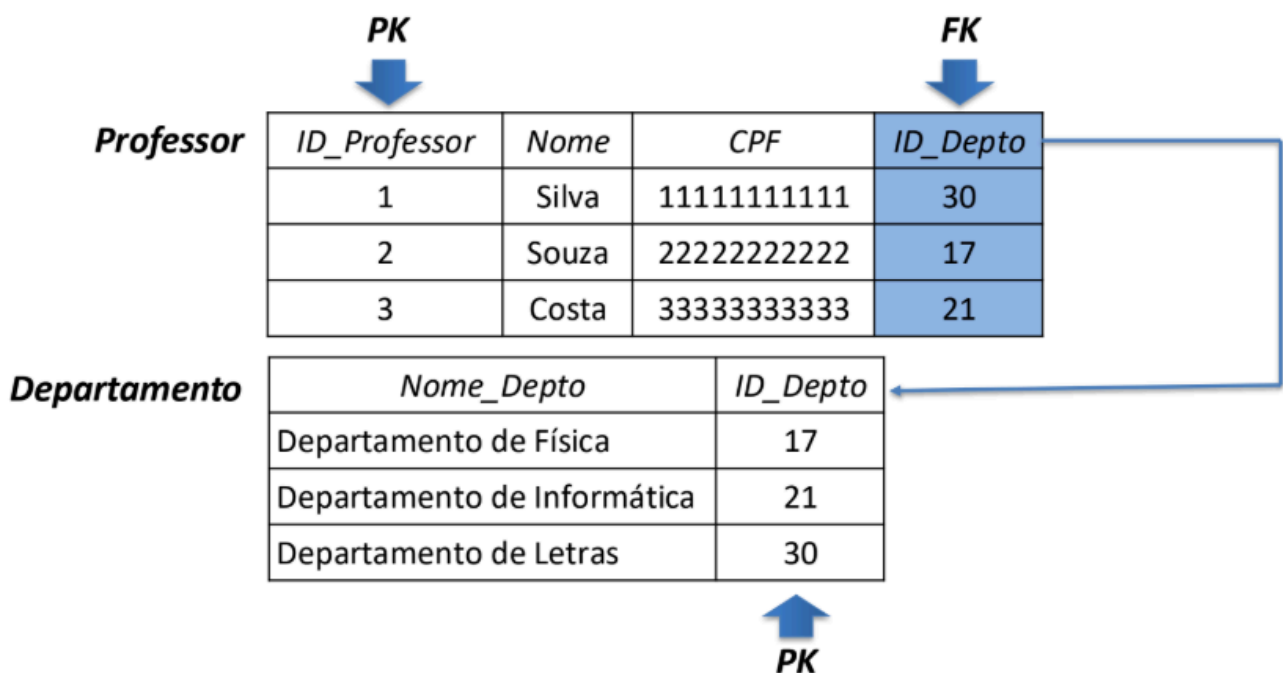 PK FK
Professor ID_Professor Nome CPF ID_Depto
1 Silva 11111111111 30
2 Souza 22222222222 17
3 Costa 33333333333 21
Departamento Nome_Depto ID_Depto
Departamento de Física 17
Departamento de Informática 21
Departamento de Letras 30
PK